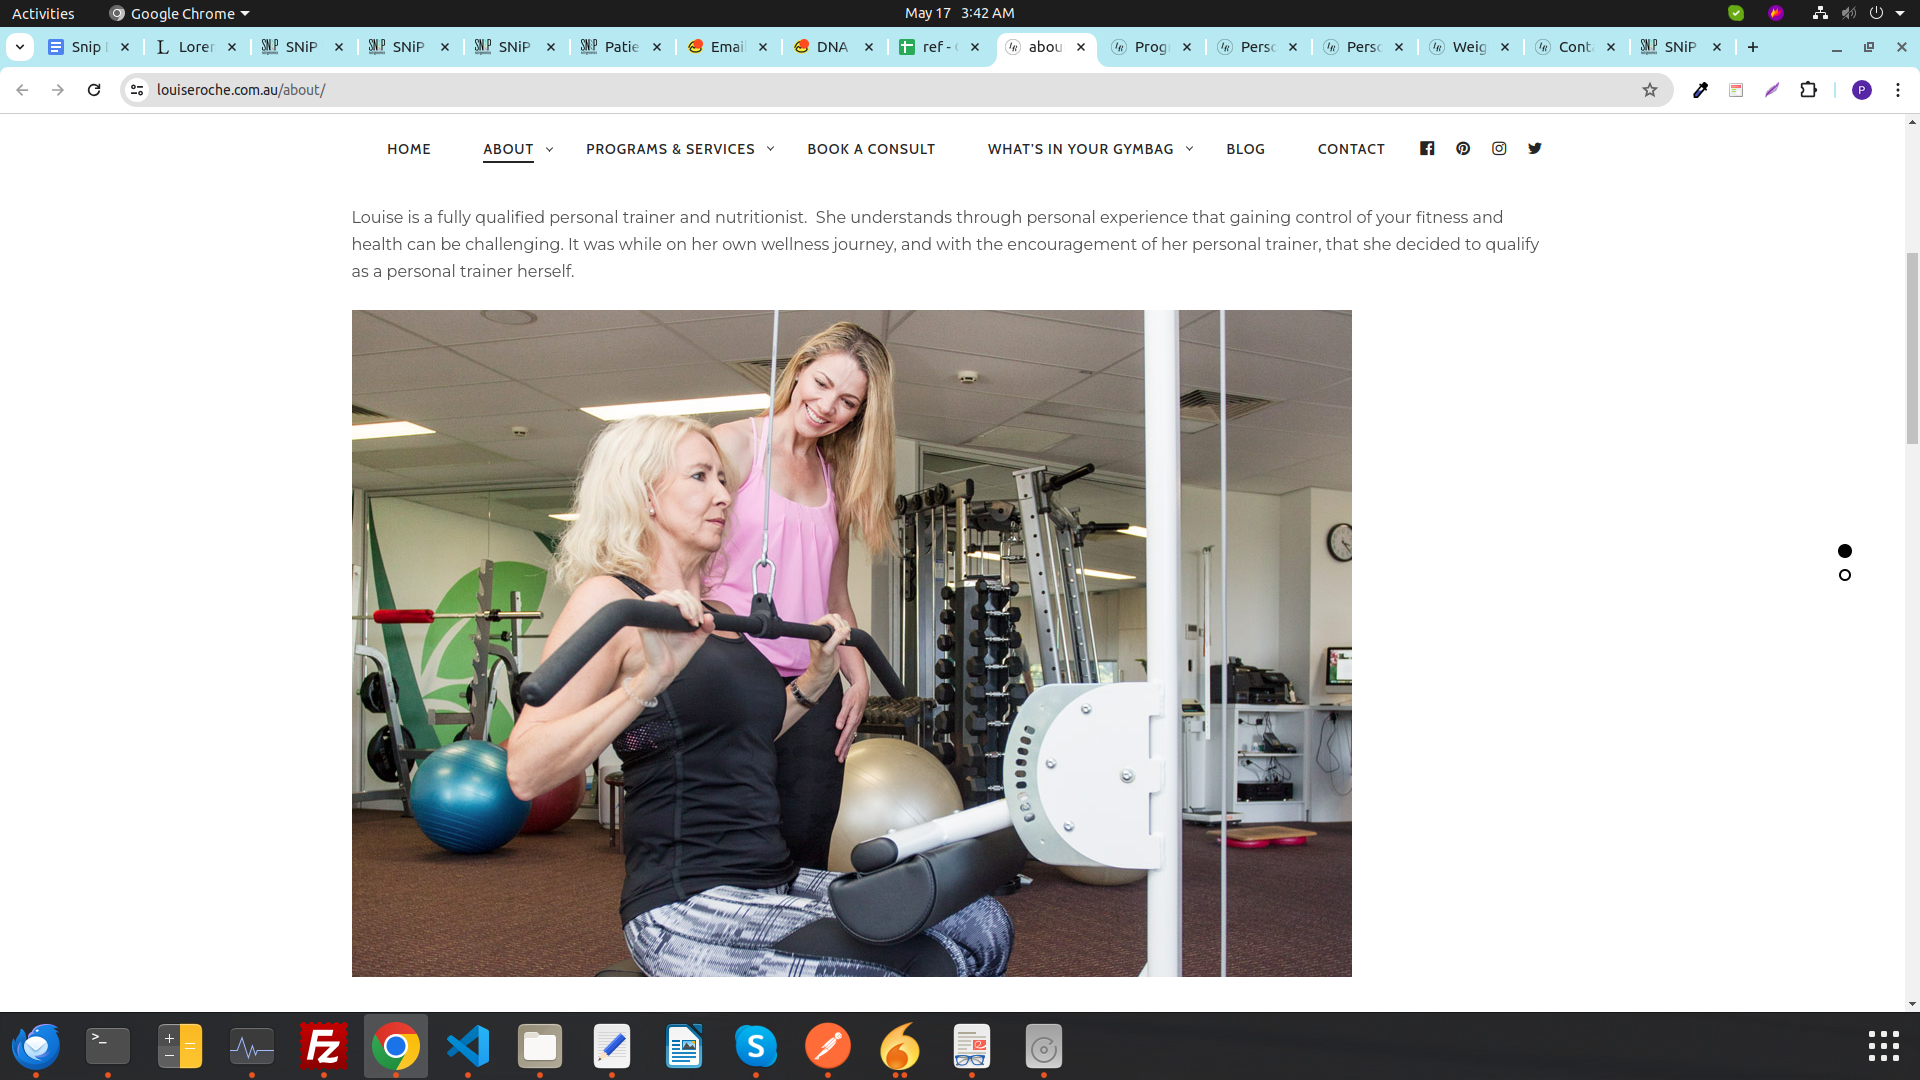 Activities Google Chrome May 17 3:42 AM
Snip Lorer SNiP SNiP SNiP Patie Email DNA ref - abou Prog Perso Perso Weig Cont SNiP
louiseroche.com.au/about/ P
HOME ABOUT PROGRAMS & SERVICES BOOK A CONSULT WHAT'S IN YOUR GYMBAG BLOG CONTACT
Louise is a fully qualified personal trainer and nutritionist. She understands through personal experience that gaining control of your fitness and
health can be challenging. It was while on her own wellness journey, and with the encouragement of her personal trainer, that she decided to qualify
as a personal trainer herself.